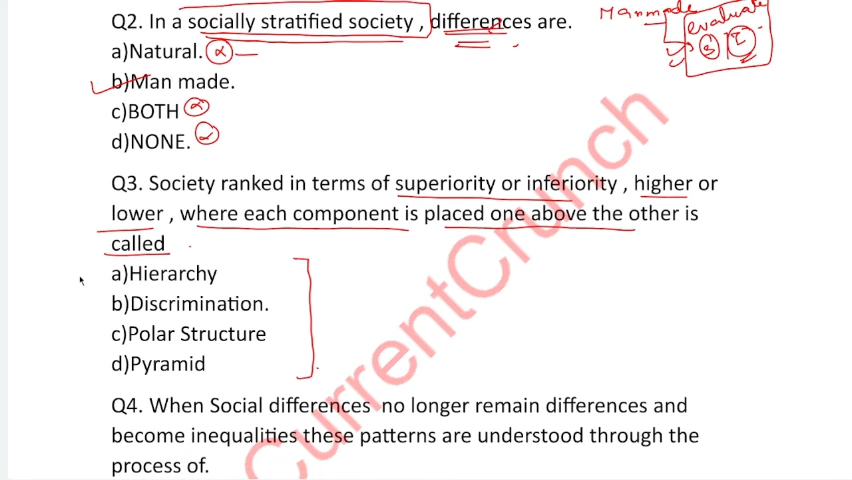 Manmade
evaluate
S I
Q2. In a socially stratified society , differences are.
a)Natural.
b)Man made.
c)BOTH
d)NONE.
Q3. Society ranked in terms of superiority or inferiority , higher or
lower , where each component is placed one above the other is
called
a)Hierarchy
b)Discrimination.
c)Polar Structure
d)Pyramid
Q4. When Social differences no longer remain differences and
become inequalities these patterns are understood through the
process of.
CurrentCrunch